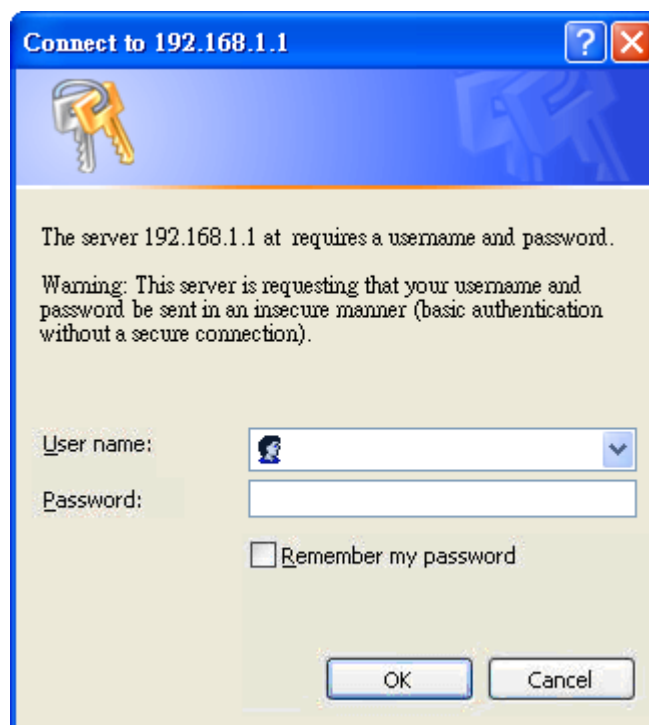 Connect to 192.168.1.1
?
The server 192.168.1.1 at requires a username and password.
Warning: This server is requesting that your username and
password be sent in an insecure manner (basic authentication
without a secure connection).
User name:
Password:
Remember my password
OK
Cancel